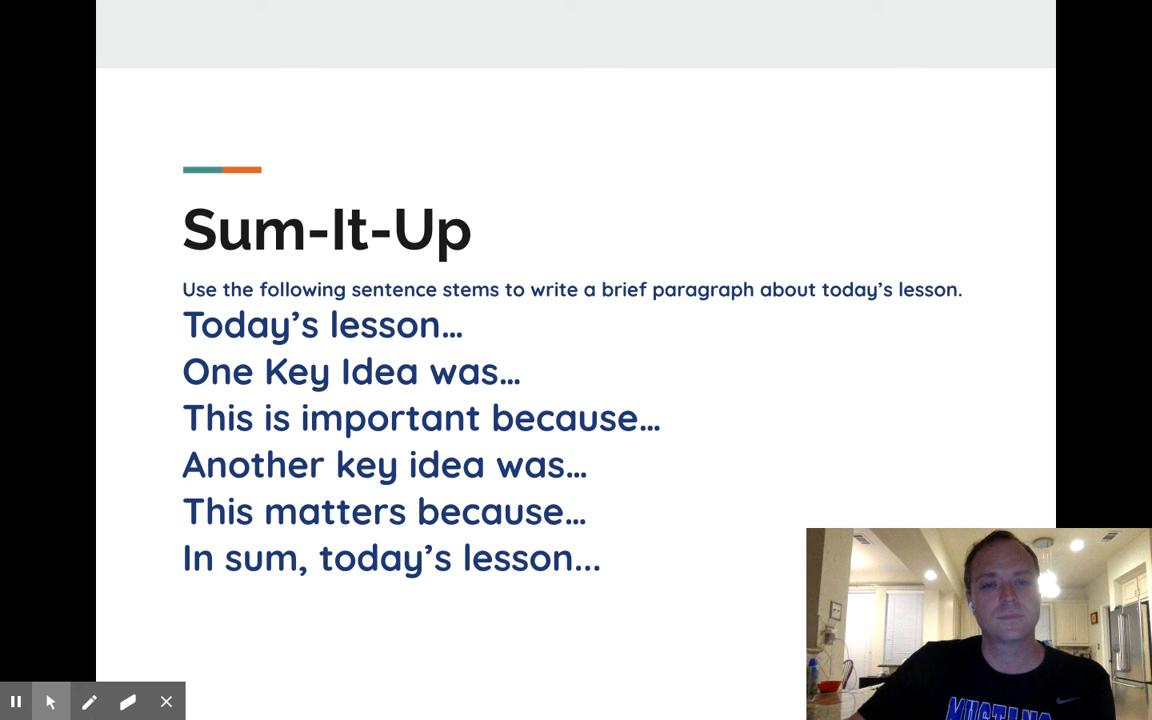 Sum-It-Up
Use the following sentence stems to write a brief paragraph about today’s lesson.
Today’s lesson…
One Key Idea was…
This is important because…
Another key idea was…
This matters because…
In sum, today’s lesson...
MUSTANG